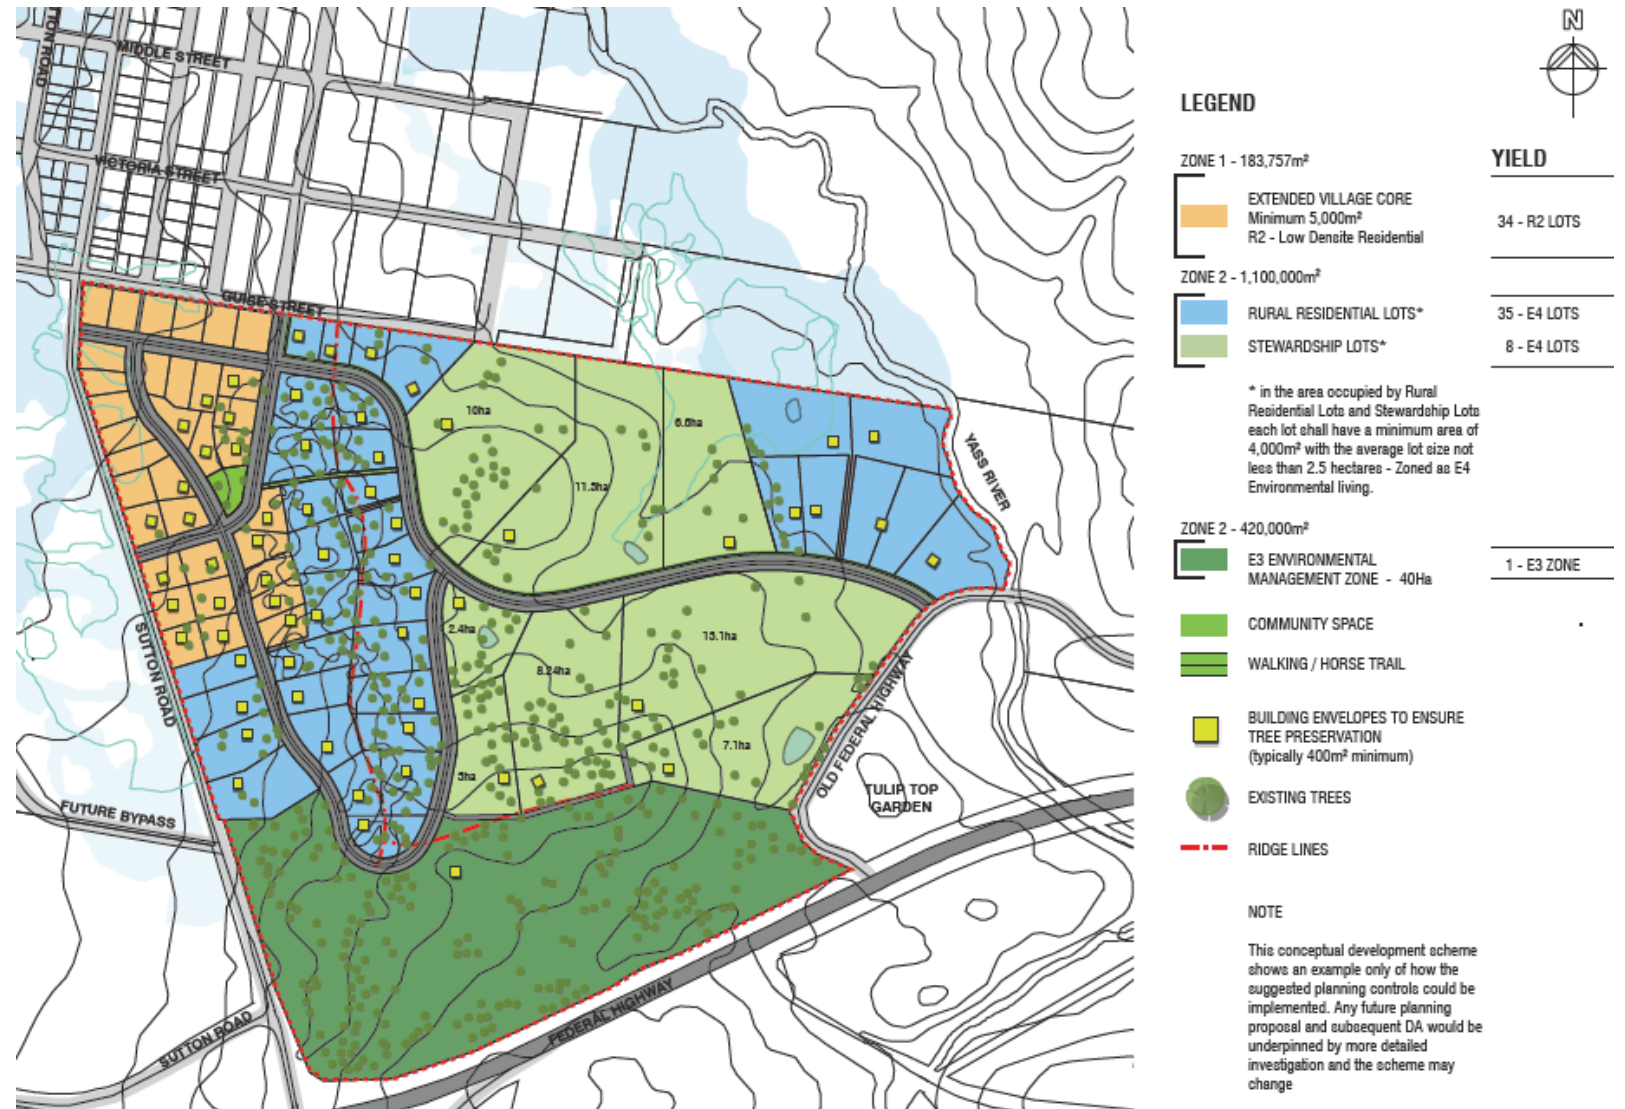 MIDDLE STREET
VICTORIA STREET
GUISE STREET
10ha
6.6ha
11.5ha
YASS RIVER
2.4ha
8.24ha
13.1ha
7.1ha
3ha
SUTTON ROAD
OLD FEDERAL HIGHWAY
TULIP TOP
GARDEN
FUTURE BYPASS
SUTTON ROAD
FEDERAL HIGHWAY
N
LEGEND
ZONE 1 - 183,757m²
YIELD
EXTENDED VILLAGE CORE
Minimum 5,000m²
R2 - Low Densite Residential
34 - R2 LOTS
ZONE 2 - 1,100,000m²
RURAL RESIDENTIAL LOTS*
35 - E4 LOTS
STEWARDSHIP LOTS*
8 - E4 LOTS
* in the area occupied by Rural
Residential Lots and Stewardship Lots
each lot shall have a minimum area of
4,000m² with the average lot size not
less than 2.5 hectares - Zoned as E4
Environmental living.
ZONE 2 - 420,000m²
E3 ENVIRONMENTAL
MANAGEMENT ZONE - 40Ha
1 - E3 ZONE
COMMUNITY SPACE
WALKING / HORSE TRAIL
BUILDING ENVELOPES TO ENSURE
TREE PRESERVATION
(typically 400m² minimum)
EXISTING TREES
RIDGE LINES
NOTE
This conceptual development scheme
shows an example only of how the
suggested planning controls could be
implemented. Any future planning
proposal and subsequent DA would be
underpinned by more detailed
investigation and the scheme may
change